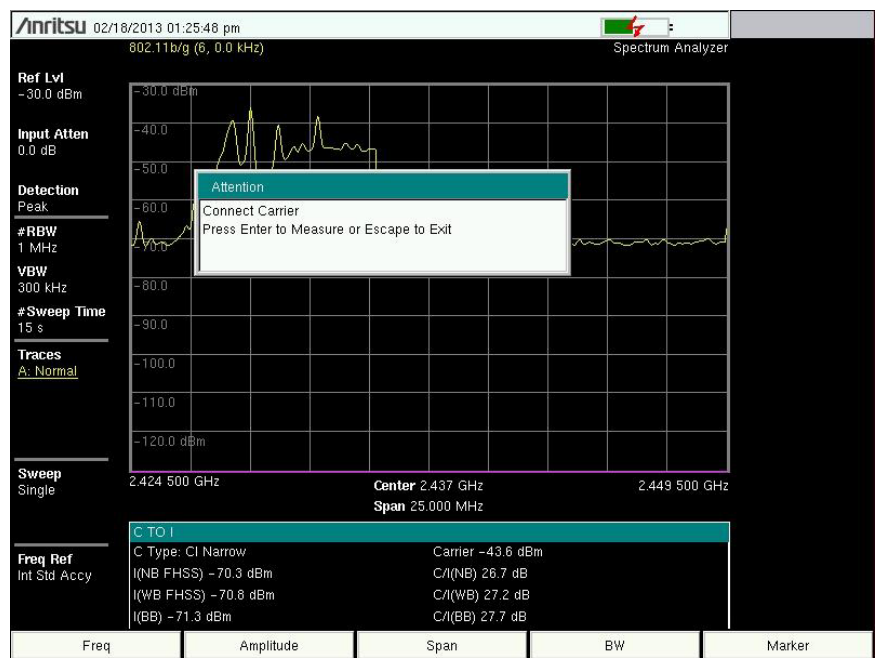 Anritsu 02/18/2013 01:25:48 pm
802.11b/g (6, 0.0 kHz)
Spectrum Analyzer
Ref Lvl
-30.0 dBm
Input Atten
0.0 dB
Detection
Peak
#RBW
1 MHz
VBW
300 kHz
#Sweep Time
15 s
Traces
A: Normal
Sweep
Single
Freq Ref
Int Std Accy
-30.0 dBm
-40.0
-50.0
-60.0
-70.0
-80.0
-90.0
-100.0
-110.0
-120.0 dBm
Attention
Connect Carrier
Press Enter to Measure or Escape to Exit
2.424 500 GHz
Center 2.437 GHz
2.449 500 GHz
Span 25.000 MHz
C TO I
C Type: CI Narrow
Carrier -43.6 dBm
I(NB FHSS) -70.3 dBm
C/I(NB) 26.7 dB
I(WB FHSS) -70.8 dBm
C/I(WB) 27.2 dB
I(BB) -71.3 dBm
C/I(BB) 27.7 dB
Freq
Amplitude
Span
BW
Marker